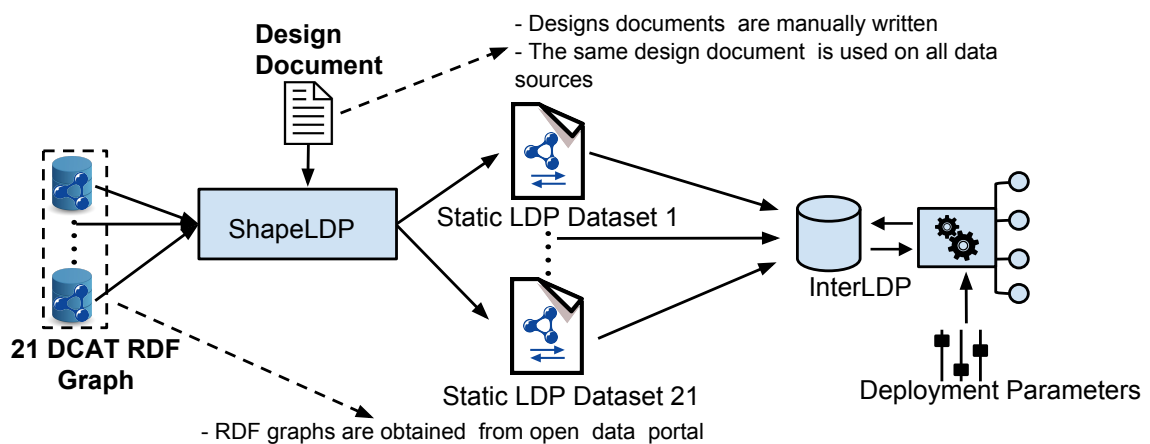 Design
Document
- Designs documents are manually written
- The same design document is used on all data
sources
ShapeLDP
Static LDP Dataset 1
InterLDP
21 DCAT RDF
Graph
Static LDP Dataset 21
Deployment Parameters
- RDF graphs are obtained from open data portal